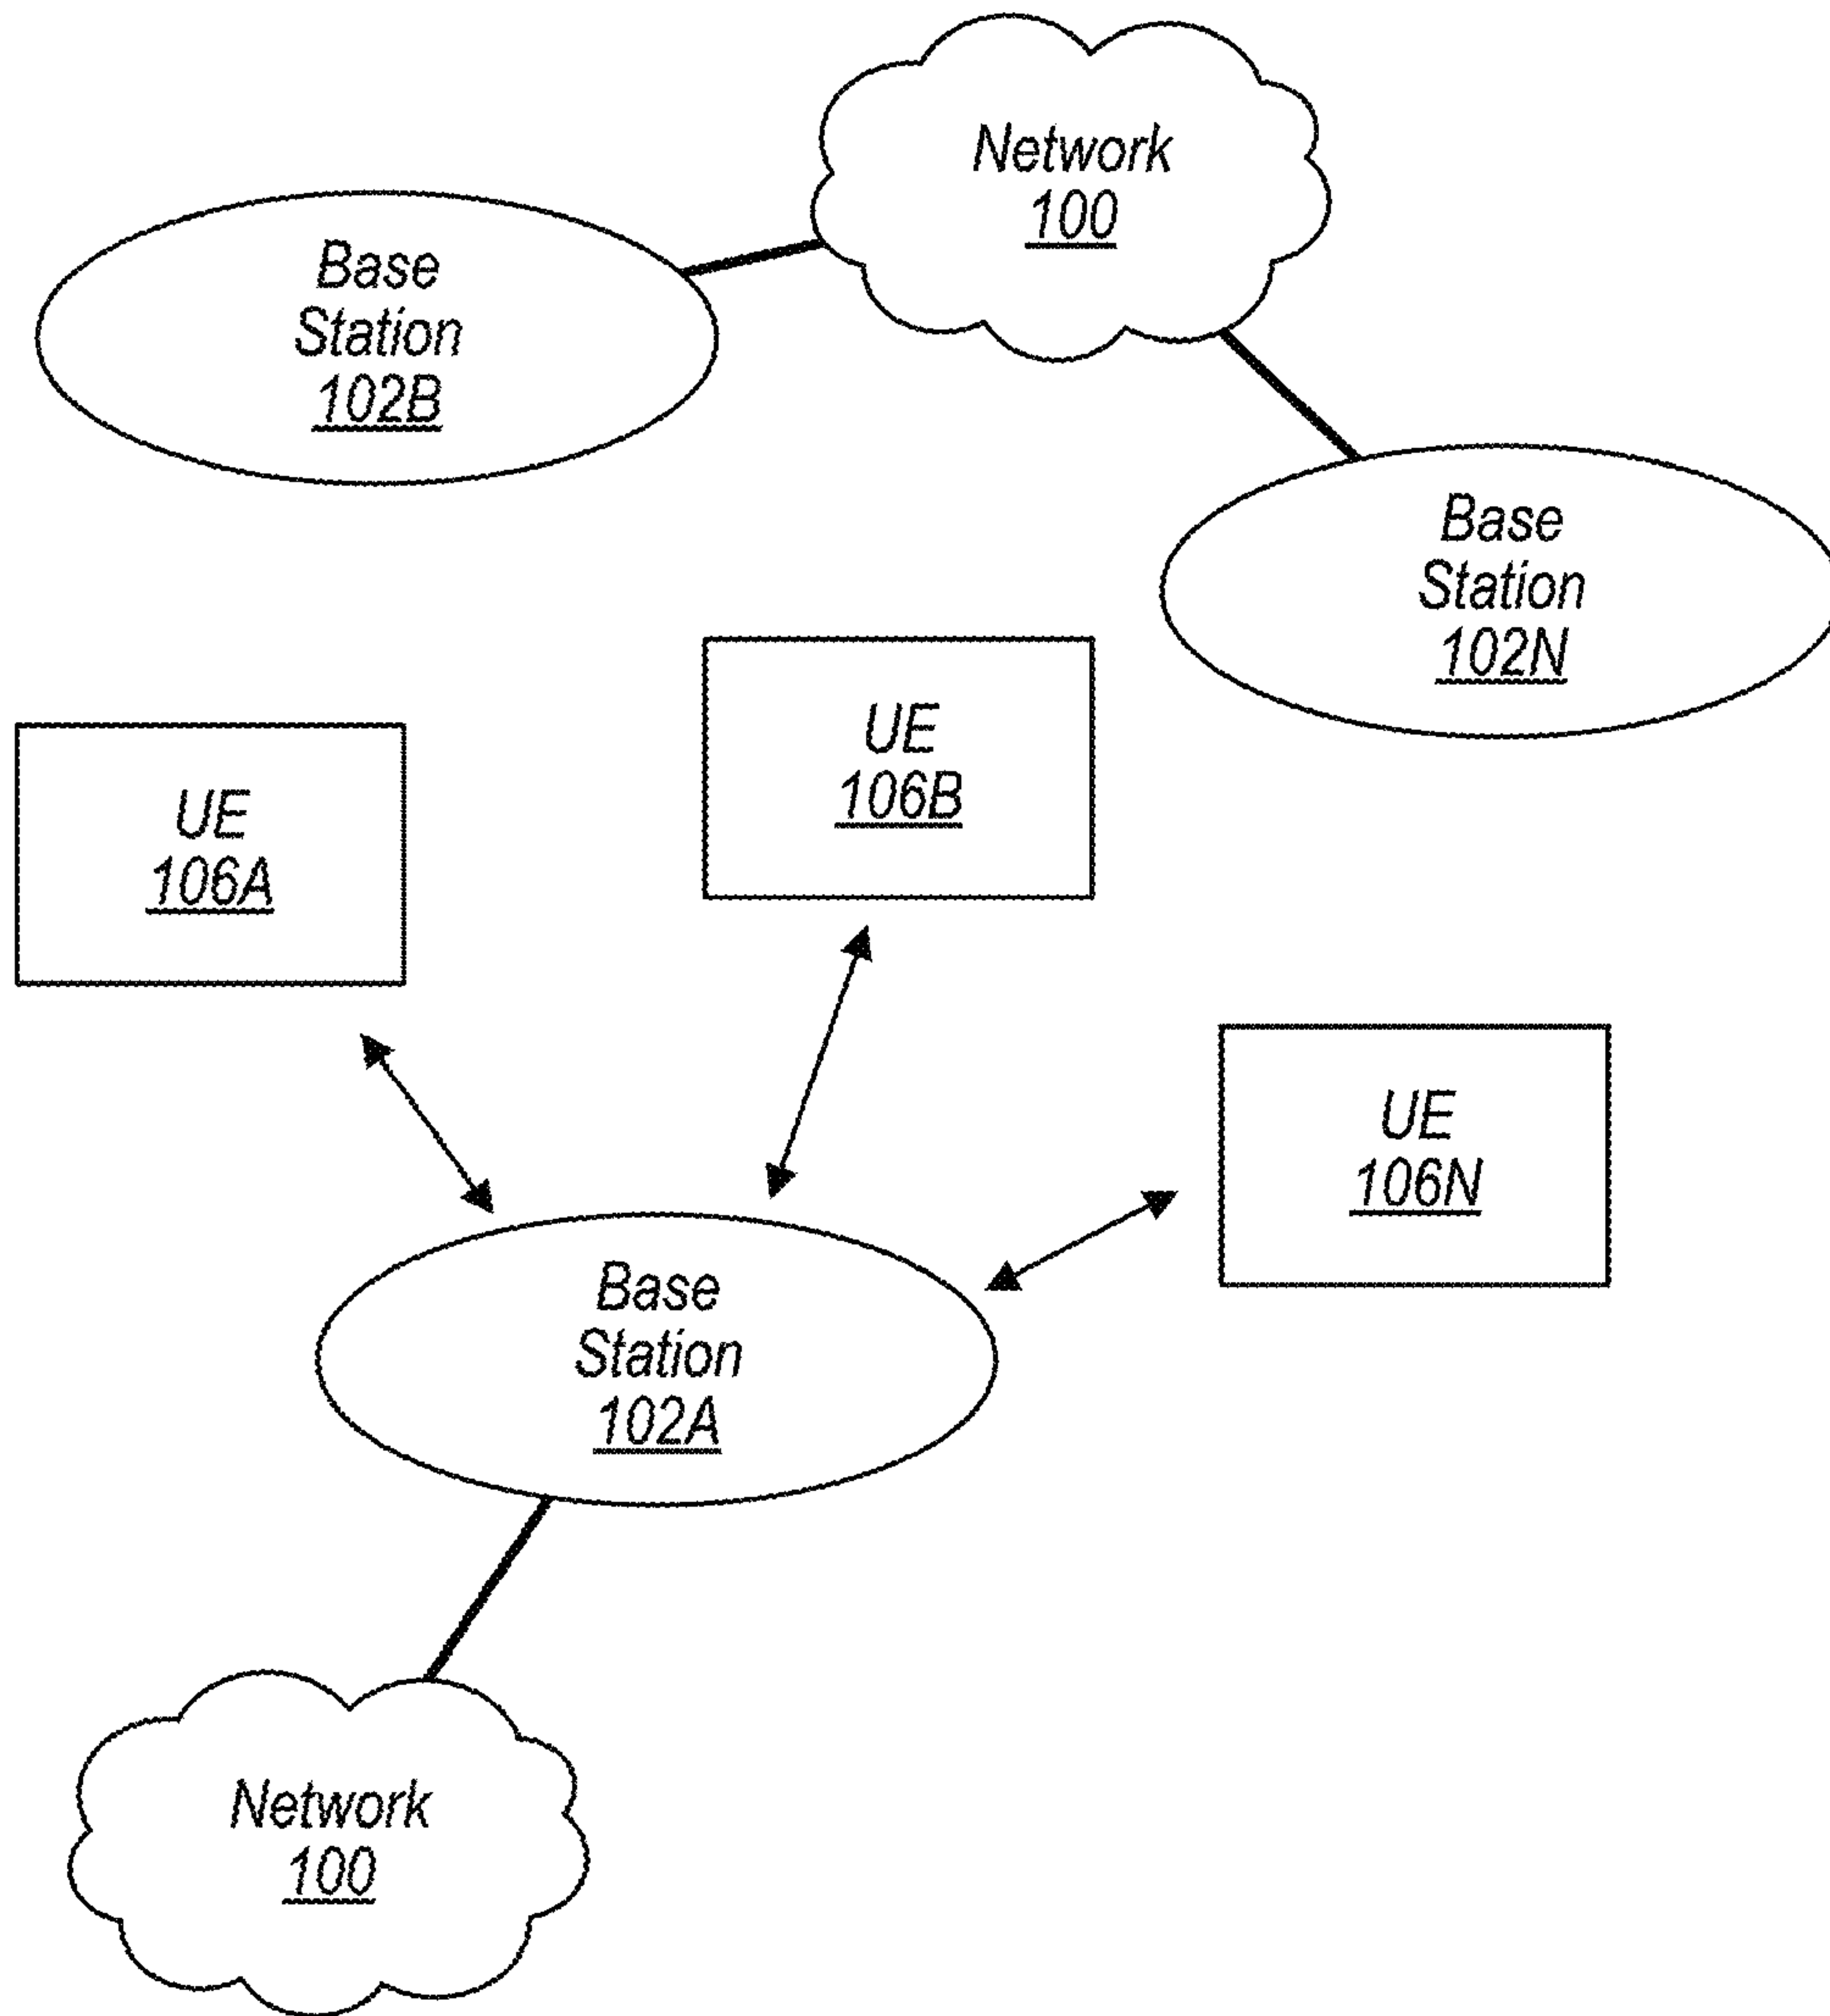 Network
100
Base
Station
102B
Base
Station
102N
UE
106B
UE
106A
UE
106N
Base
Station
102A
Network
100